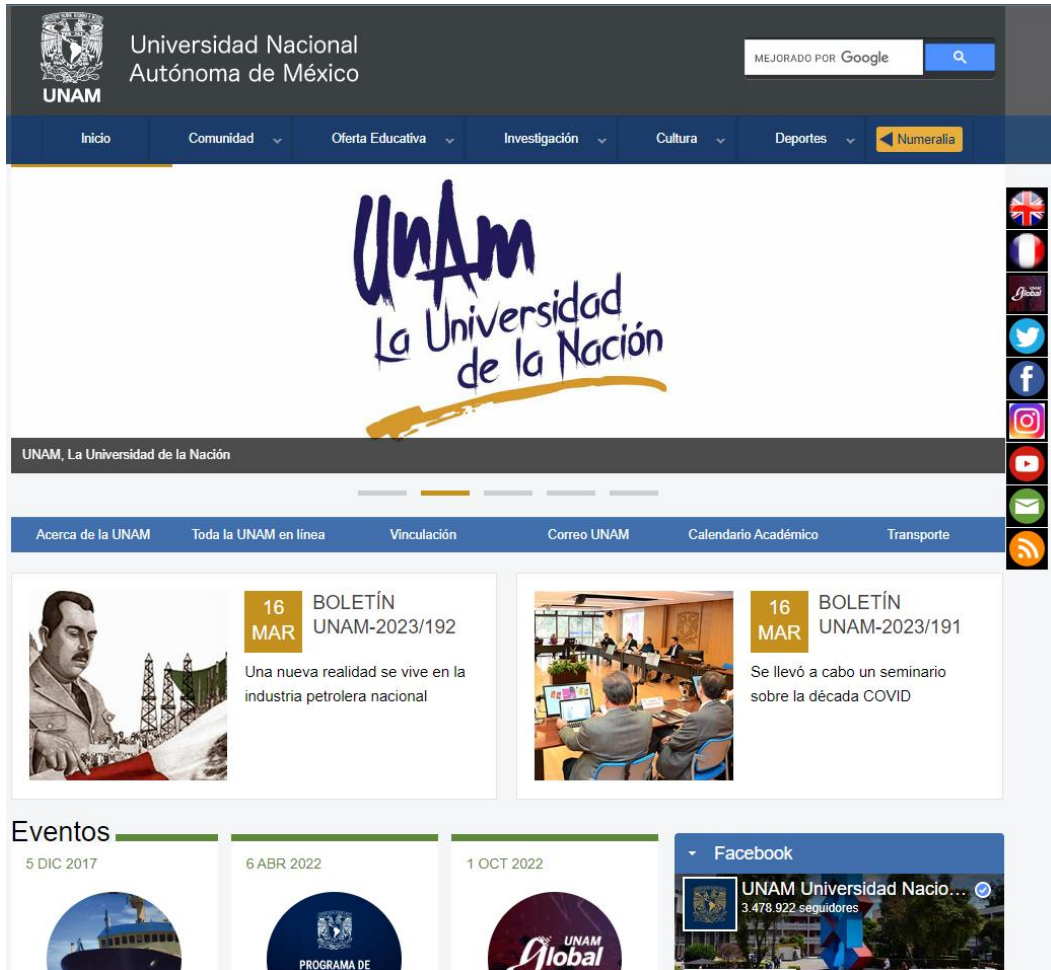 Universidad Nacional
Autónoma de México
UNAM
MEJORADO POR Google
Inicio
Comunidad
Oferta Educativa
Investigación
Cultura
Deportes
Numeralia
UNAM
La Universidad
de la Nación
UNAM
Global
UNAM, La Universidad de la Nación
Acerca de la UNAM
Toda la UNAM en línea
Vinculación
Correo UNAM
Calendario Académico
Transporte
16
MAR
BOLETÍN
UNAM-2023/192
Una nueva realidad se vive en la
industria petrolera nacional
16
MAR
BOLETÍN
UNAM-2023/191
Se llevó a cabo un seminario
sobre la década COVID
Eventos
5 DIC 2017
6 ABR 2022
PROGRAMA DE
1 OCT 2022
UNAM
Global
Facebook
UNAM Universidad Nacio...
3.478.922 seguidores